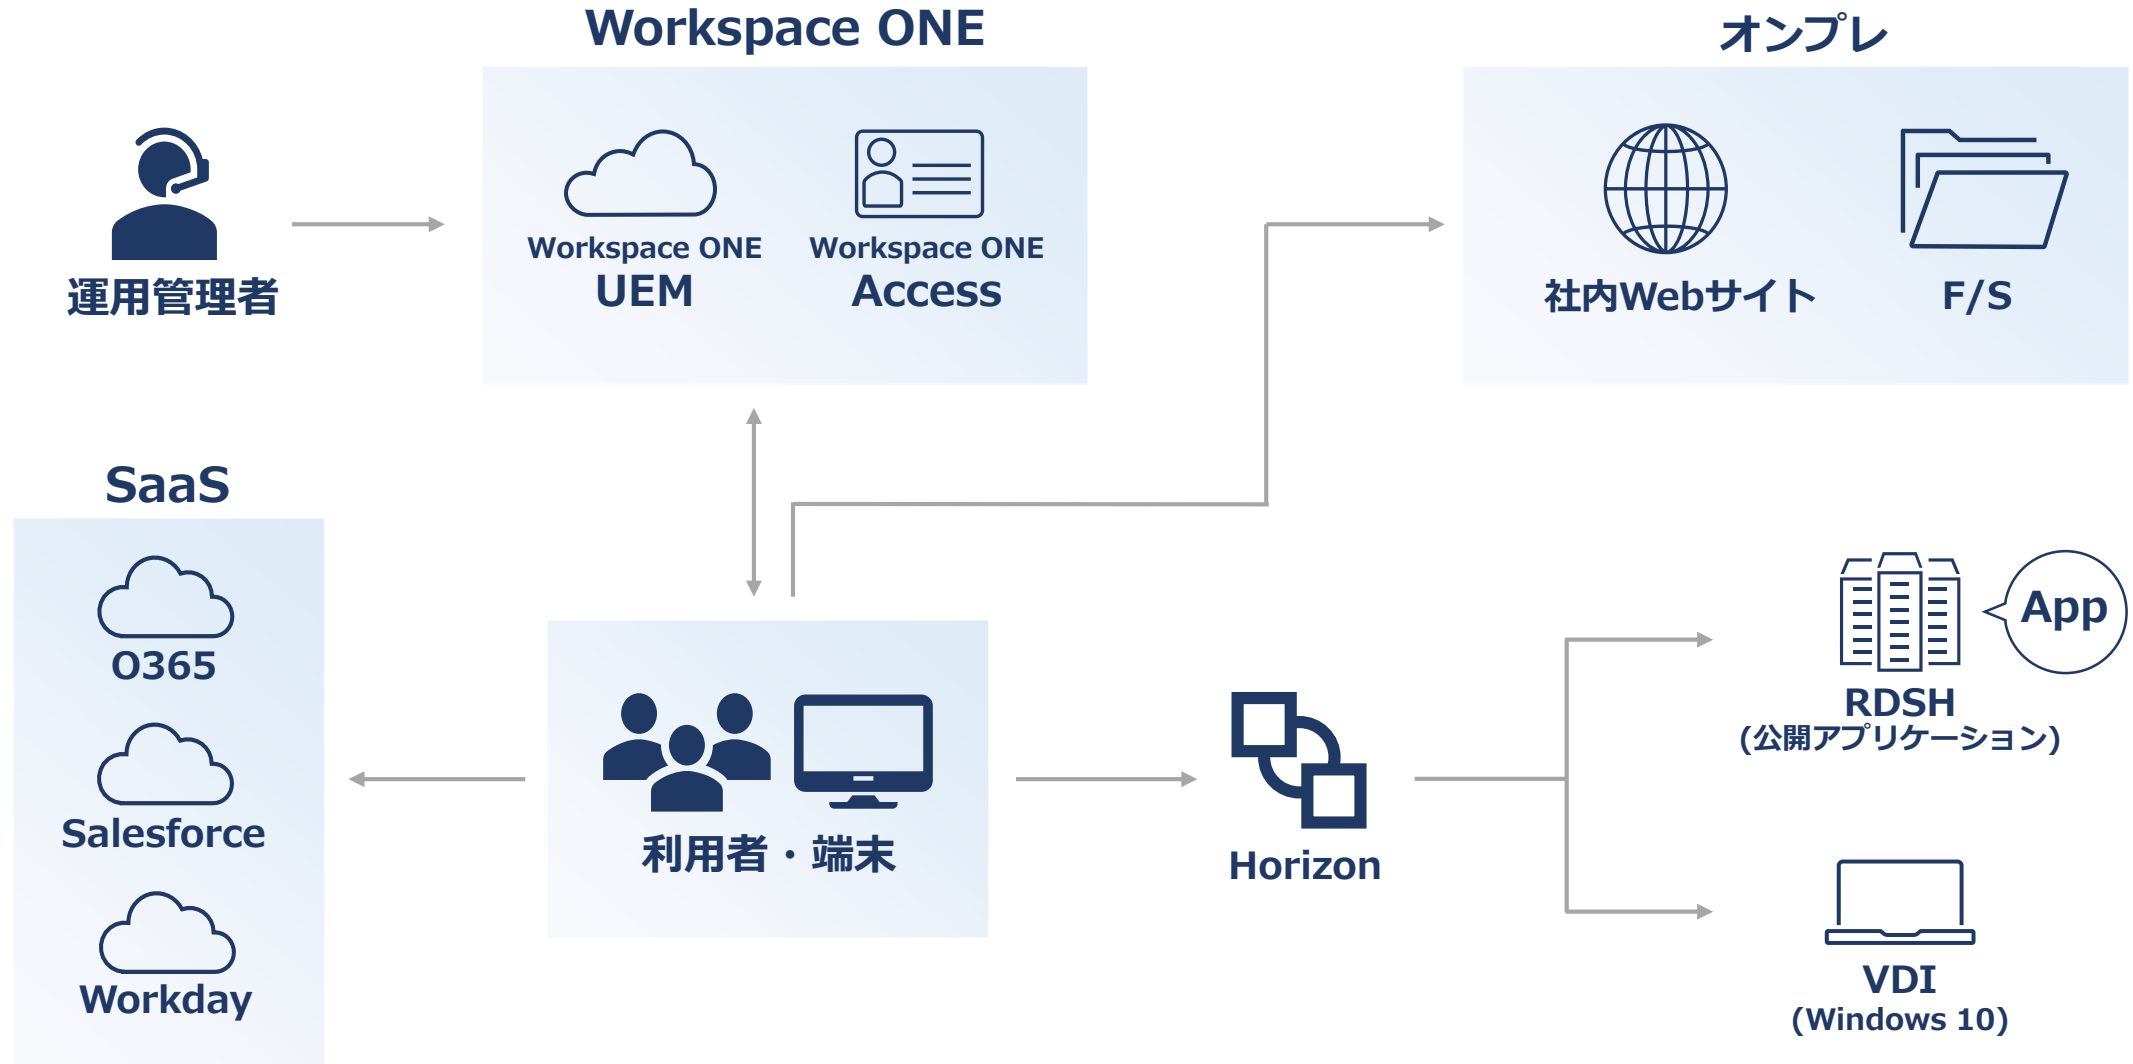 Workspace ONE
オンプレ
運用管理者
Workspace ONE
UEM
Workspace ONE
Access
社内Webサイト
F/S
SaaS
O365
Salesforce
Workday
利用者・端末
Horizon
App
RDSH
(公開アプリケーション)
VDI
(Windows 10)